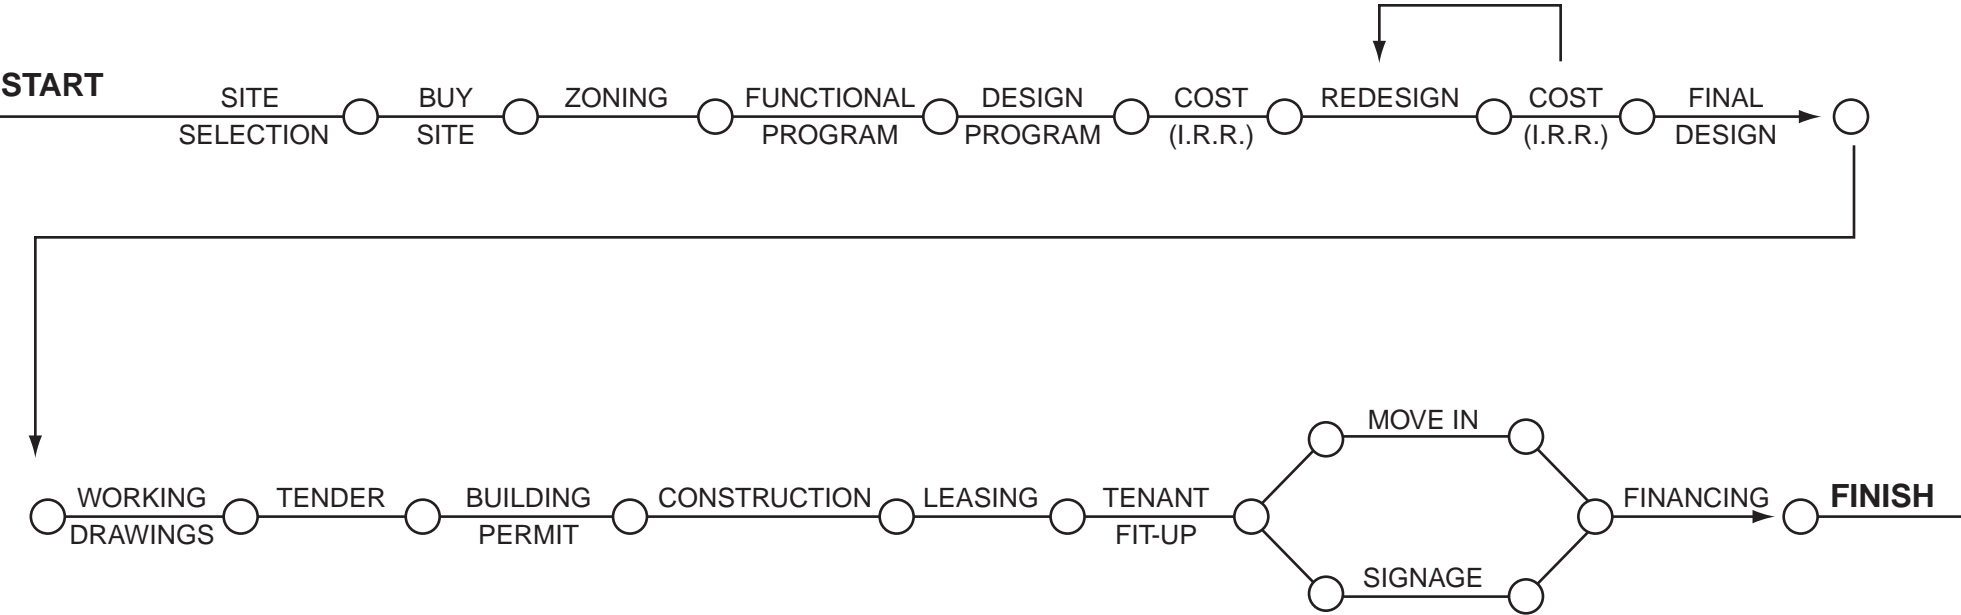 START
SITE
SELECTION
BUY
SITE
ZONING
FUNCTIONAL
PROGRAM
DESIGN
PROGRAM
COST
(I.R.R.)
REDESIGN
COST
(I.R.R.)
FINAL
DESIGN
WORKING
DRAWINGS
TENDER
BUILDING
PERMIT
CONSTRUCTION
LEASING
TENANT
FIT-UP
MOVE IN
SIGNAGE
FINANCING
FINISH